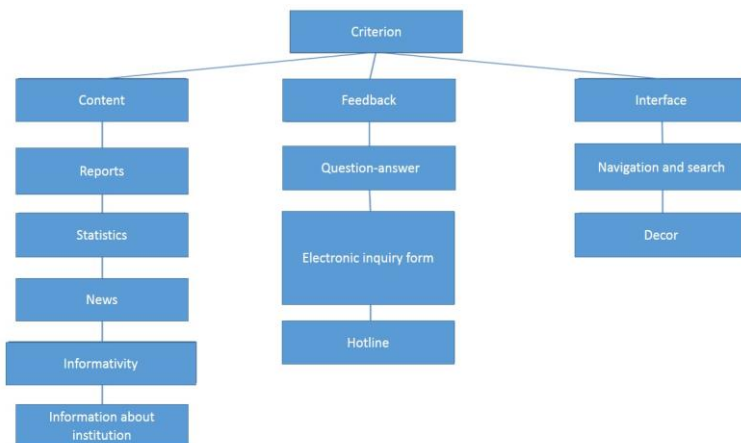 Criterion
Content
Reports
Statistics
News
Informativity
Information about
institution
Feedback
Question-answer
Electronic inquiry form
Hotline
Interface
Navigation and search
Decor